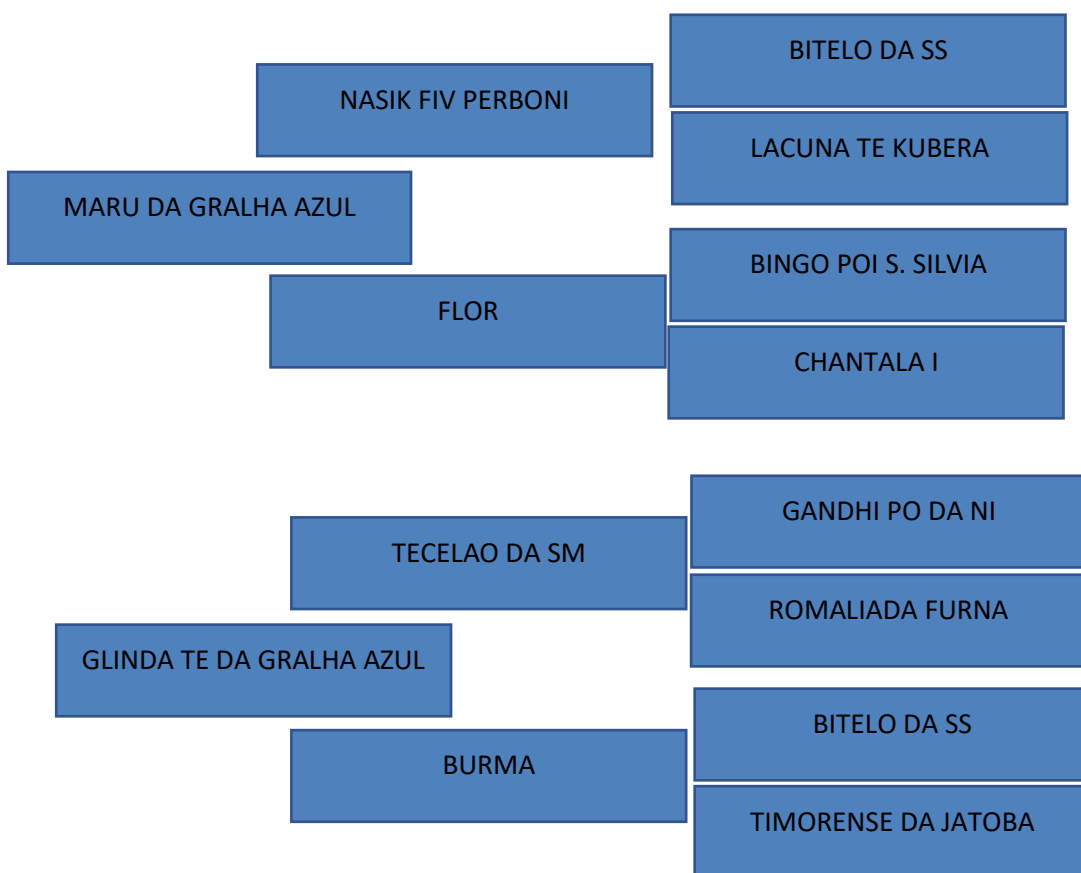 BITELO DA SS
NASIK FIV PERBONI
LACUNA TE KUBERA
MARU DA GRALHA AZUL
BINGO POI S. SILVIA
FLOR
CHANTALA I
GANDHI PO DA NI
TECELAO DA SM
ROMALIADA FURNA
GLINDA TE DA GRALHA AZUL
BITELO DA SS
BURMA
TIMORENSE DA JATOBA